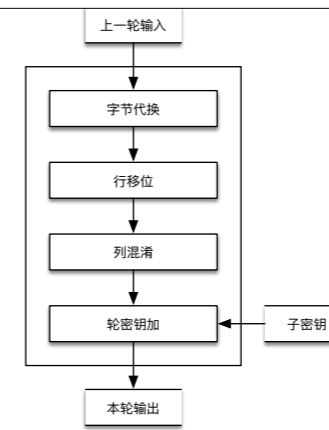 上一轮输入
字节代换
行移位
列混淆
轮密钥加
子密钥
本轮输出